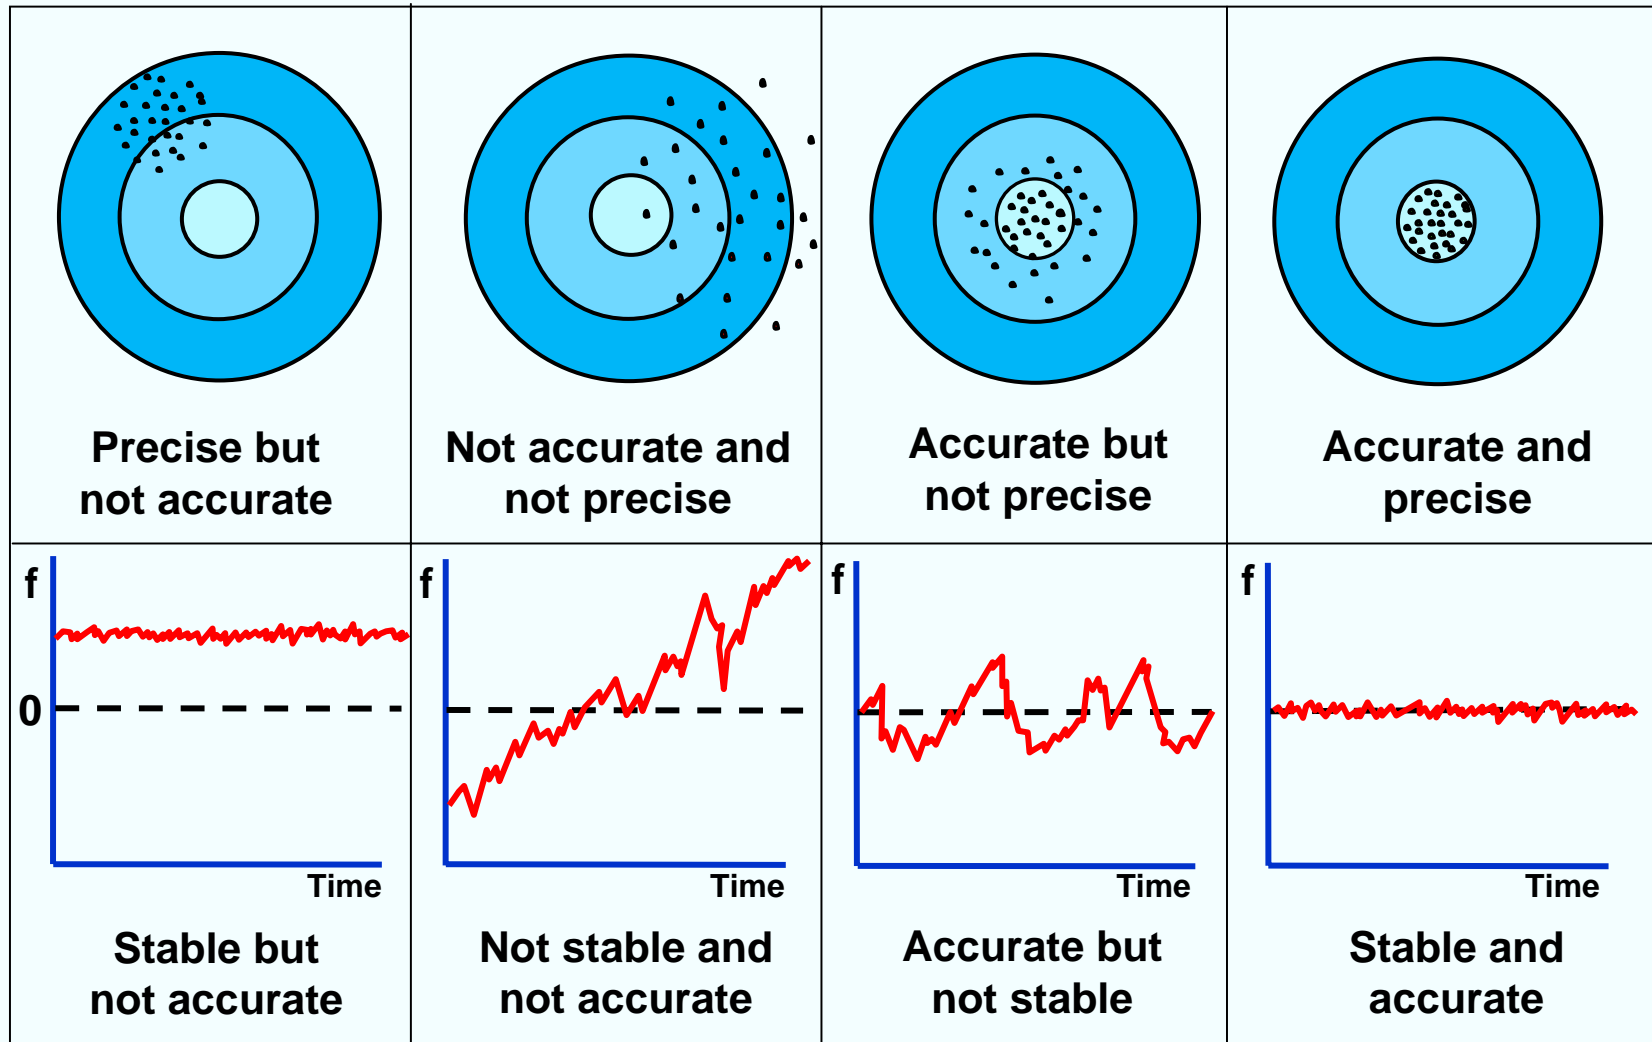 Precise but
not accurate
Not accurate and
not precise
Accurate but
not precise
Accurate and
precise
f
0
Time
f
Time
f
Time
f
Time
Stable but
not accurate
Not stable and
not accurate
Accurate but
not stable
Stable and
accurate